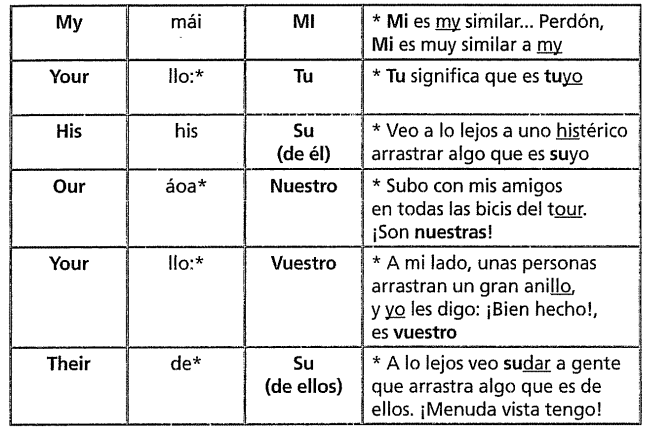 My mái MI * Mi es my similar... Perdón,
Mi es muy similar a my
Your llo:* Tu * Tu significa que es tuyo
His his Su * Veo a lo lejos a uno histérico
(de él) arrastrar algo que es suyo
Our áoa* Nuestro * Subo con mis amigos
en todas las bicis del tour.
¡Son nuestras!
Your llo:* Vuestro * A mi lado, unas personas
arrastran un gran anillo,
y yo les digo: ¡Bien hecho!,
es vuestro
Their de* Su * A lo lejos veo sudar a gente
(de ellos) que arrastra algo que es de
ellos. ¡Menuda vista tengo!